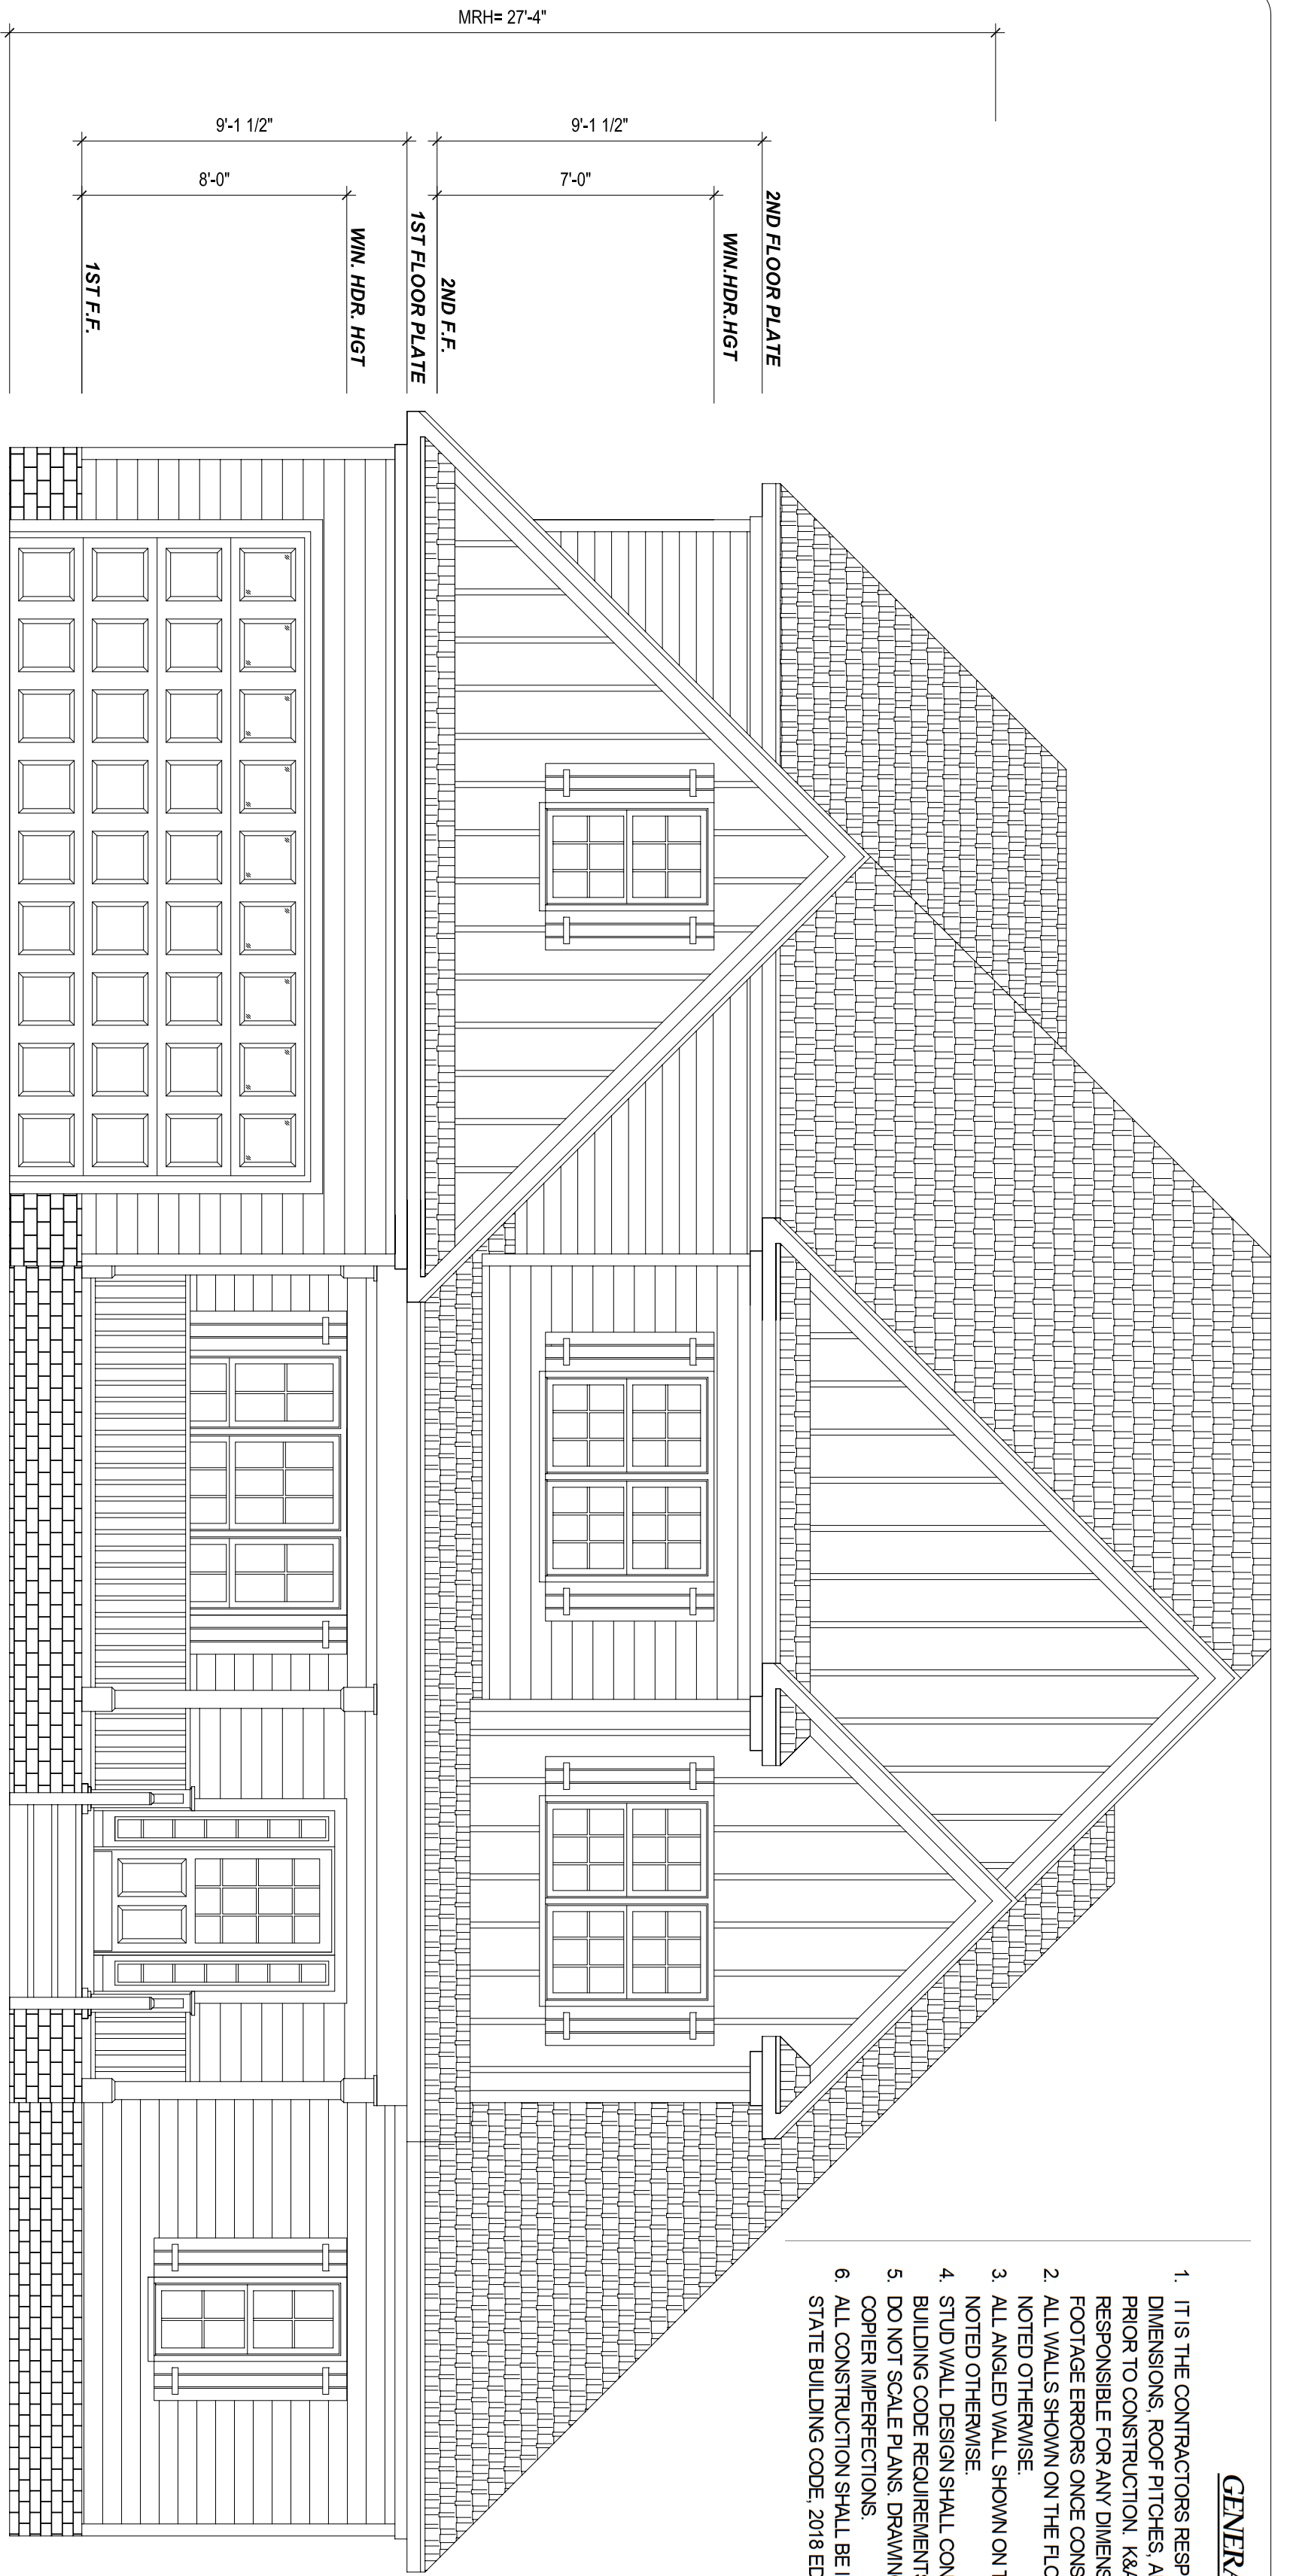 MRH= 27'-4"
9'-1 1/2"
9'-1 1/2"
8'-0"
7'-0"
2ND FLOOR PLATE
WIN.HDR.HGT
2ND F.F.
1ST FLOOR PLATE
WIN. HDR. HGT
1ST F.F.
GENERA
1. IT IS THE CONTRACTORS RESP
DIMENSIONS, ROOF PITCHES, A
PRIOR TO CONSTRUCTION. K&A
RESPONSIBLE FOR ANY DIMENS
FOOTAGE ERRORS ONCE CONS
2. ALL WALLS SHOWN ON THE FLO
NOTED OTHERWISE.
3. ALL ANGLED WALL SHOWN ON T
NOTED OTHERWISE.
4. STUD WALL DESIGN SHALL CON
BUILDING CODE REQUIREMENT
5. DO NOT SCALE PLANS. DRAWIN
COPIER IMPERFECTIONS.
6. ALL CONSTRUCTION SHALL BE I
STATE BUILDING CODE, 2018 ED